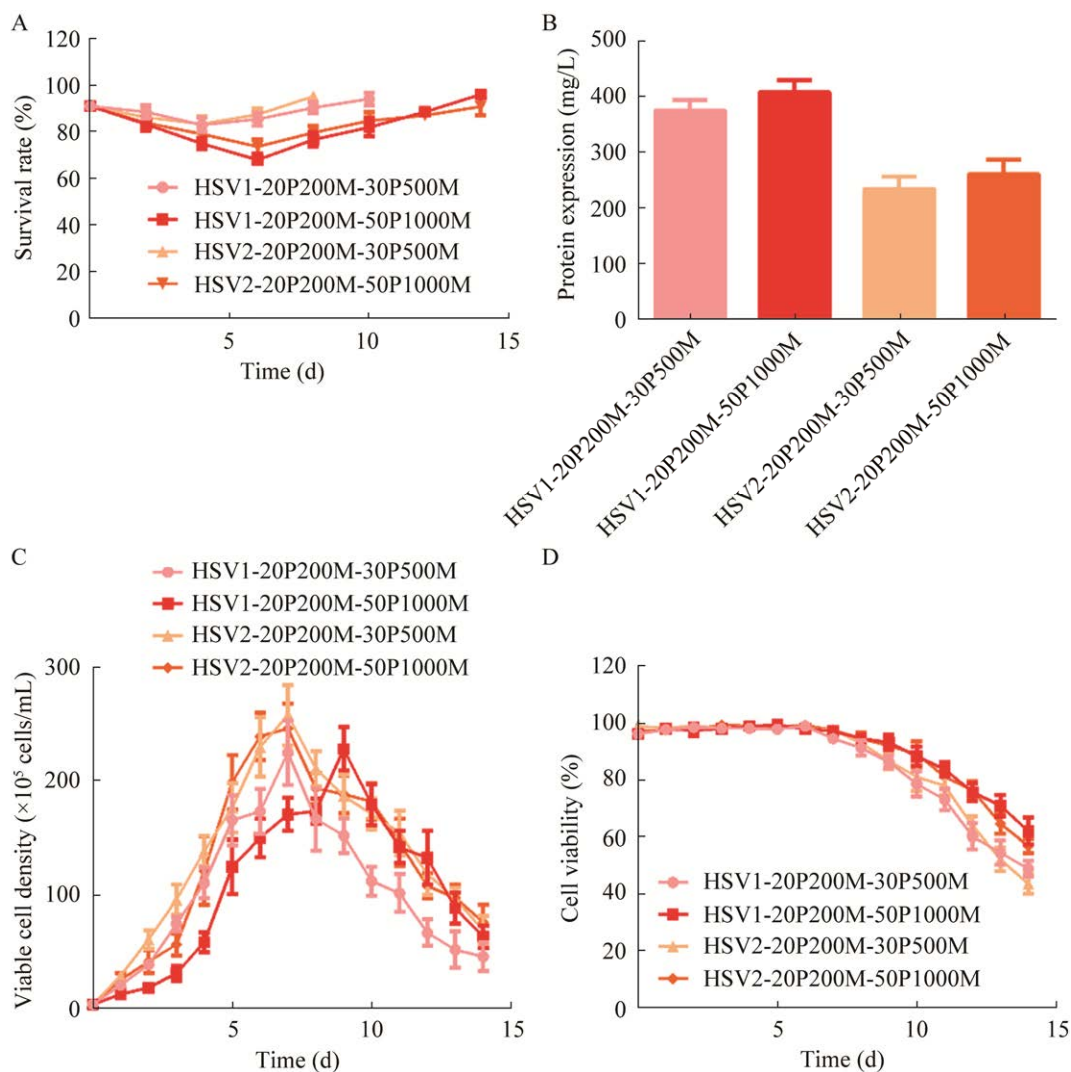 A
120
100
80
60
40
20
0
Survival rate (%)
HSV1-20P200M-30P500M
HSV1-20P200M-50P1000M
HSV2-20P200M-30P500M
HSV2-20P200M-50P1000M
5
10
15
Time (d)
B
500
400
300
200
300
0
Protein expression (mg/L)
HSV1-20P200M-30P500M
HSV1-20P200M-50P1000M
HSV2-20P200M-30P500M
HSV2-20P200M-50P1000M
C
HSV1-20P200M-30P500M
HSV1-20P200M-50P1000M
HSV2-20P200M-30P500M
HSV2-20P200M-50P1000M
300
200
100
0
Viable cell density (×10⁵ cells/mL)
5
10
15
Time (d)
D
120
100
80
60
40
20
0
Cell viability (%)
HSV1-20P200M-30P500M
HSV1-20P200M-50P1000M
HSV2-20P200M-30P500M
HSV2-20P200M-50P1000M
5
10
15
Time (d)